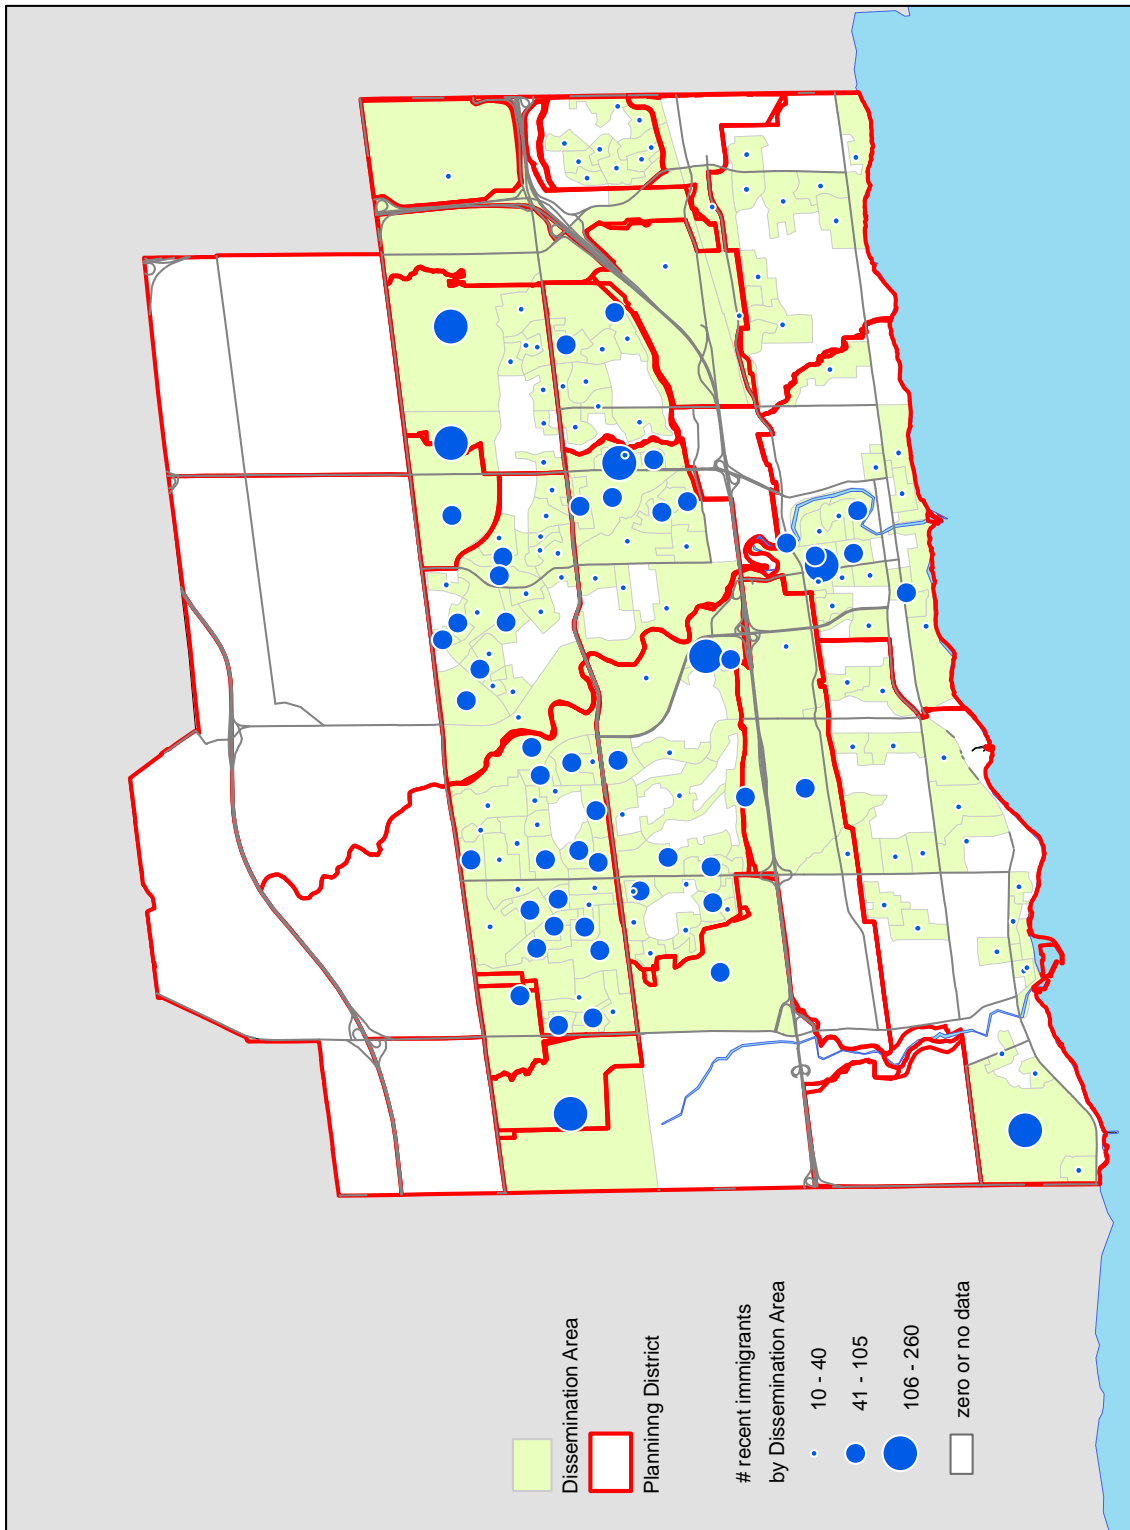 Dissemination Area
Planninng District
# recent immigrants
by Dissemination Area
10 - 40
41 - 105
106 - 260
zero or no data